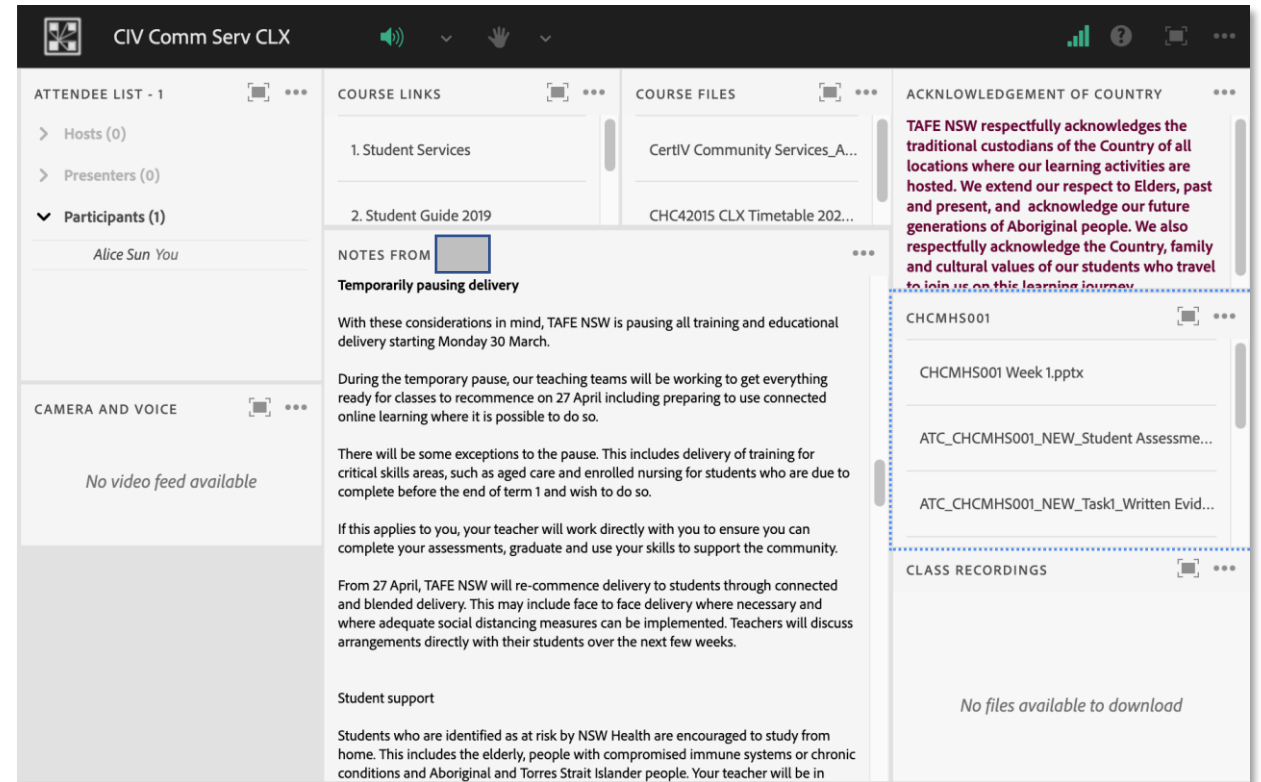 CIV Comm Serv CLX
ATTENDEE LIST - 1
Hosts (0)
Presenters (0)
Participants (1)
Alice Sun You
CAMERA AND VOICE
No video feed available
COURSE LINKS
1. Student Services
2. Student Guide 2019
COURSE FILES
CertIV Community Services_A...
CHC42015 CLX Timetable 202...
NOTES FROM
Temporarily pausing delivery
With these considerations in mind, TAFE NSW is pausing all training and educational
delivery starting Monday 30 March.
During the temporary pause, our teaching teams will be working to get everything
ready for classes to recommence on 27 April including preparing to use connected
online learning where it is possible to do so.
There will be some exceptions to the pause. This includes delivery of training for
critical skills areas, such as aged care and enrolled nursing for students who are due to
complete before the end of term 1 and wish to do so.
If this applies to you, your teacher will work directly with you to ensure you can
complete your assessments, graduate and use your skills to support the community.
From 27 April, TAFE NSW will re-commence delivery to students through connected
and blended delivery. This may include face to face delivery where necessary and
where adequate social distancing measures can be implemented. Teachers will discuss
arrangements directly with their students over the next few weeks.
Student support
Students who are identified as at risk by NSW Health are encouraged to study from
home. This includes the elderly, people with compromised immune systems or chronic
conditions and Aboriginal and Torres Strait Islander people. Your teacher will be in
ACKNLOWLEDGEMENT OF COUNTRY
TAFE NSW respectfully acknowledges the
traditional custodians of the Country of all
locations where our learning activities are
hosted. We extend our respect to Elders, past
and present, and acknowledge our future
generations of Aboriginal people. We also
respectfully acknowledge the Country, family
and cultural values of our students who travel
to join us on this learning journey
CHCMHS001
CHCMHS001 Week 1.pptx
ATC_CHCMHS001_NEW_Student Assessme...
ATC_CHCMHS001_NEW_Task1_Written Evid...
CLASS RECORDINGS
No files available to download